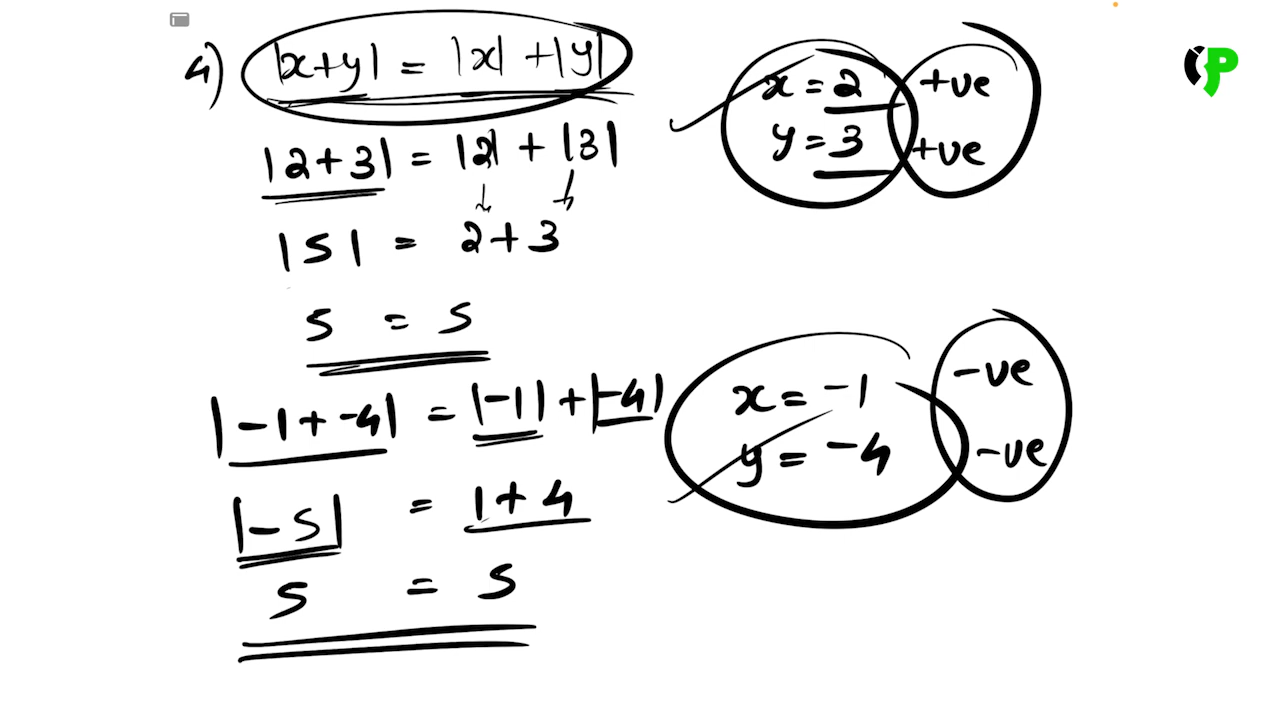 4) |x+y| = |x| + |y|
x = 2 +ve
y = 3 +ve
|2+3| = |2| + |3|
|5| = 2+3
5 = 5
x = -1 -ve
y = -4 -ve
|-1+-4| = |-1| + |-4|
|-5| = 1+4
5 = 5
P